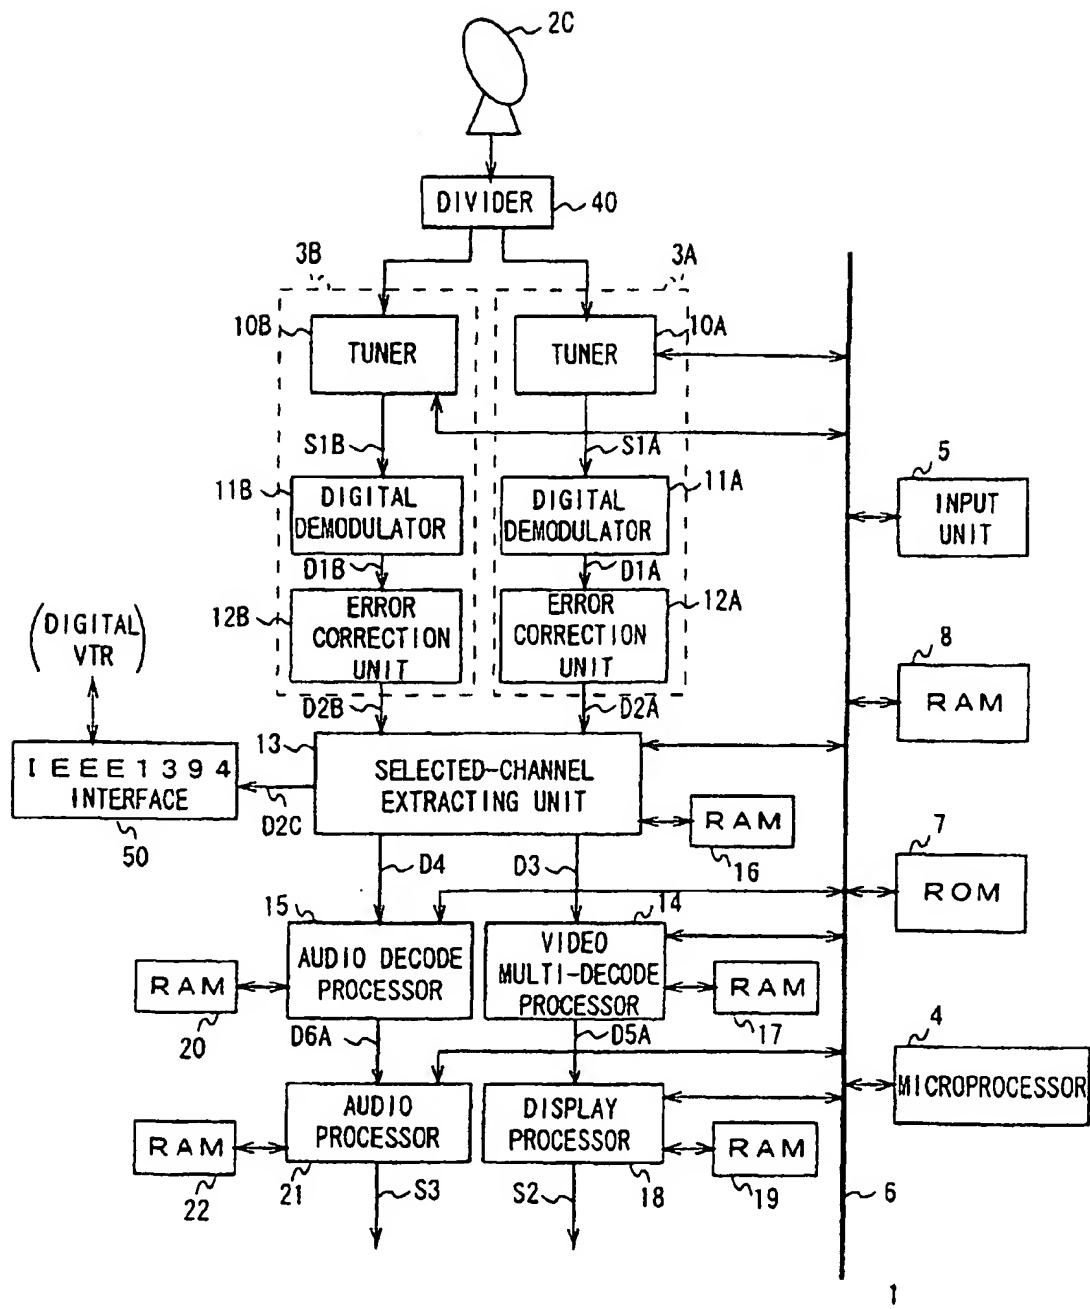 2C
DIVIDER
40
3B
3A
10B
10A
TUNER
TUNER
S1B
S1A
5
11B
11A
DIGITAL
DEMODULATOR
DIGITAL
DEMODULATOR
INPUT
UNIT
D1B
D1A
12B
12A
ERROR
CORRECTION
UNIT
ERROR
CORRECTION
UNIT
(DIGITAL
VTR)
8
RAM
D2B
D2A
13
SELECTED-CHANNEL
EXTRACTING UNIT
IEEE1394
INTERFACE
D2C
50
RAM
16
7
ROM
D4
D3
15
14
AUDIO DECODE
PROCESSOR
VIDEO
MULTI-DECODE
PROCESSOR
RAM
20
RAM
17
D6A
D5A
4
MICROPROCESSOR
AUDIO
PROCESSOR
DISPLAY
PROCESSOR
RAM
22
RAM
19
21
S3
S2
18
6
1